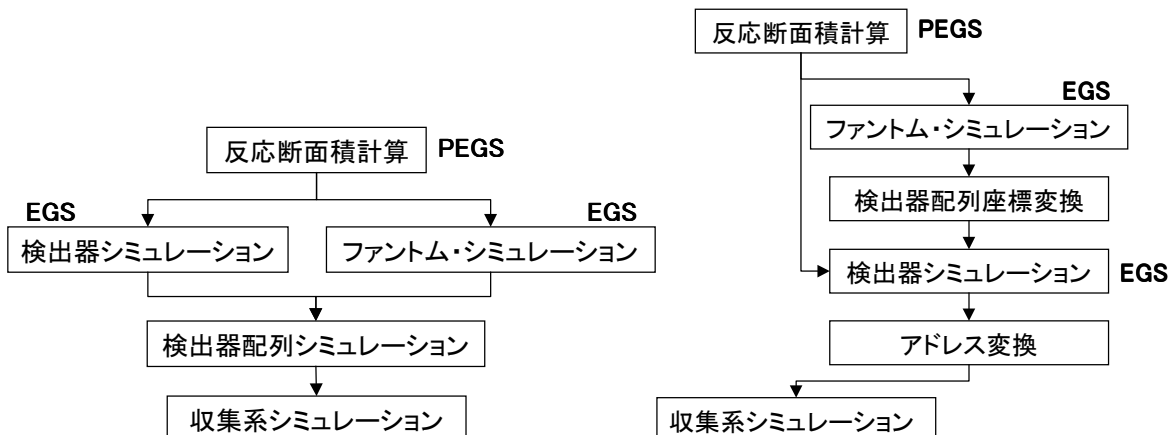 反応断面積計算
PEGS
EGS
EGS
検出器シミュレーション
ファントム・シミュレーション
検出器配列シミュレーション
収集系シミュレーション
反応断面積計算
PEGS
EGS
ファントム・シミュレーション
検出器配列座標変換
検出器シミュレーション
EGS
アドレス変換
収集系シミュレーション